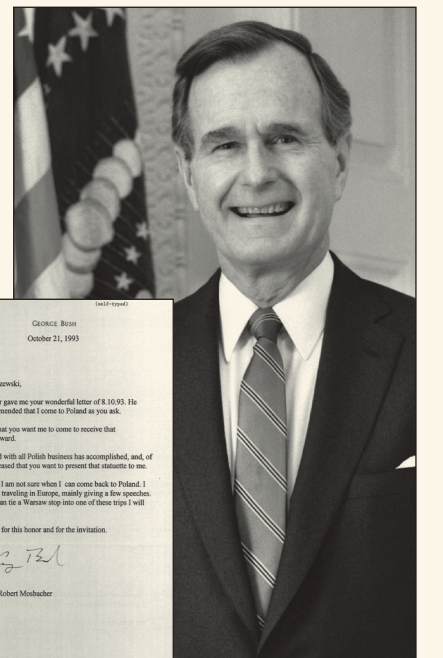 (self-typed)
GEORGE BUSH
October 21, 1993
zewski,
r gave me your wonderful letter of 8.10.93. He
mended that I come to Poland as you ask.
hat you want me to come to receive that
ward.
d with all Polish business has accomplished, and, of
eased that you want to present that statuette to me.
I am not sure when I can come back to Poland. I
traveling in Europe, mainly giving a few speeches.
an tie a Warsaw stop into one of these trips I will
for this honor and for the invitation.
Robert Mosbacher